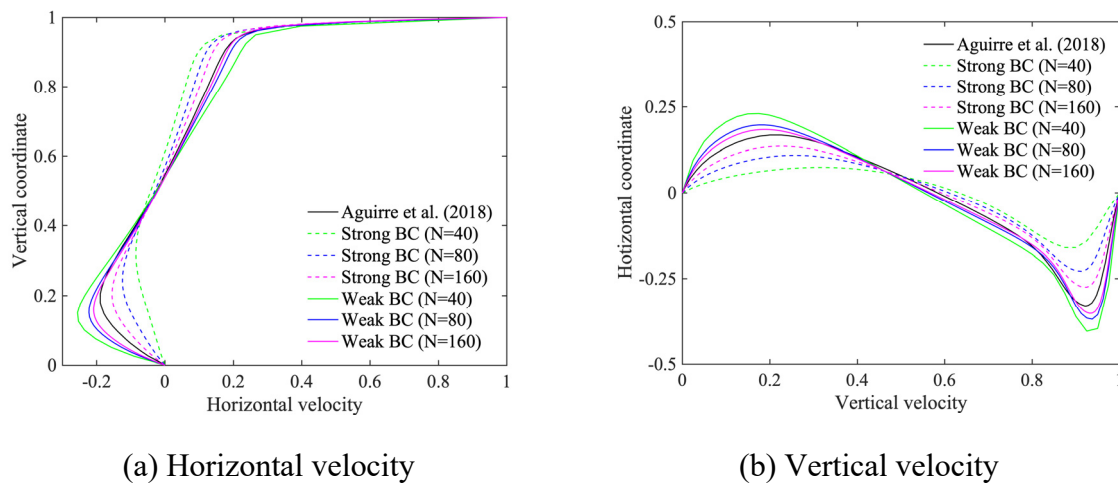 1
0.8
0.6
0.4
0.2
0
Vertical coordinate
Aguirre et al. (2018)
Strong BC (N=40)
Strong BC (N=80)
Strong BC (N=160)
Weak BC (N=40)
Weak BC (N=80)
Weak BC (N=160)
-0.2 0 0.2 0.4 0.6 0.8 1
Horizontal velocity
(a) Horizontal velocity
0.5
0.25
0
-0.25
-0.5
Hotizontal coordinate
Aguirre et al. (2018)
Strong BC (N=40)
Strong BC (N=80)
Strong BC (N=160)
Weak BC (N=40)
Weak BC (N=80)
Weak BC (N=160)
0 0.2 0.4 0.6 0.8 1
Vertical velocity
(b) Vertical velocity